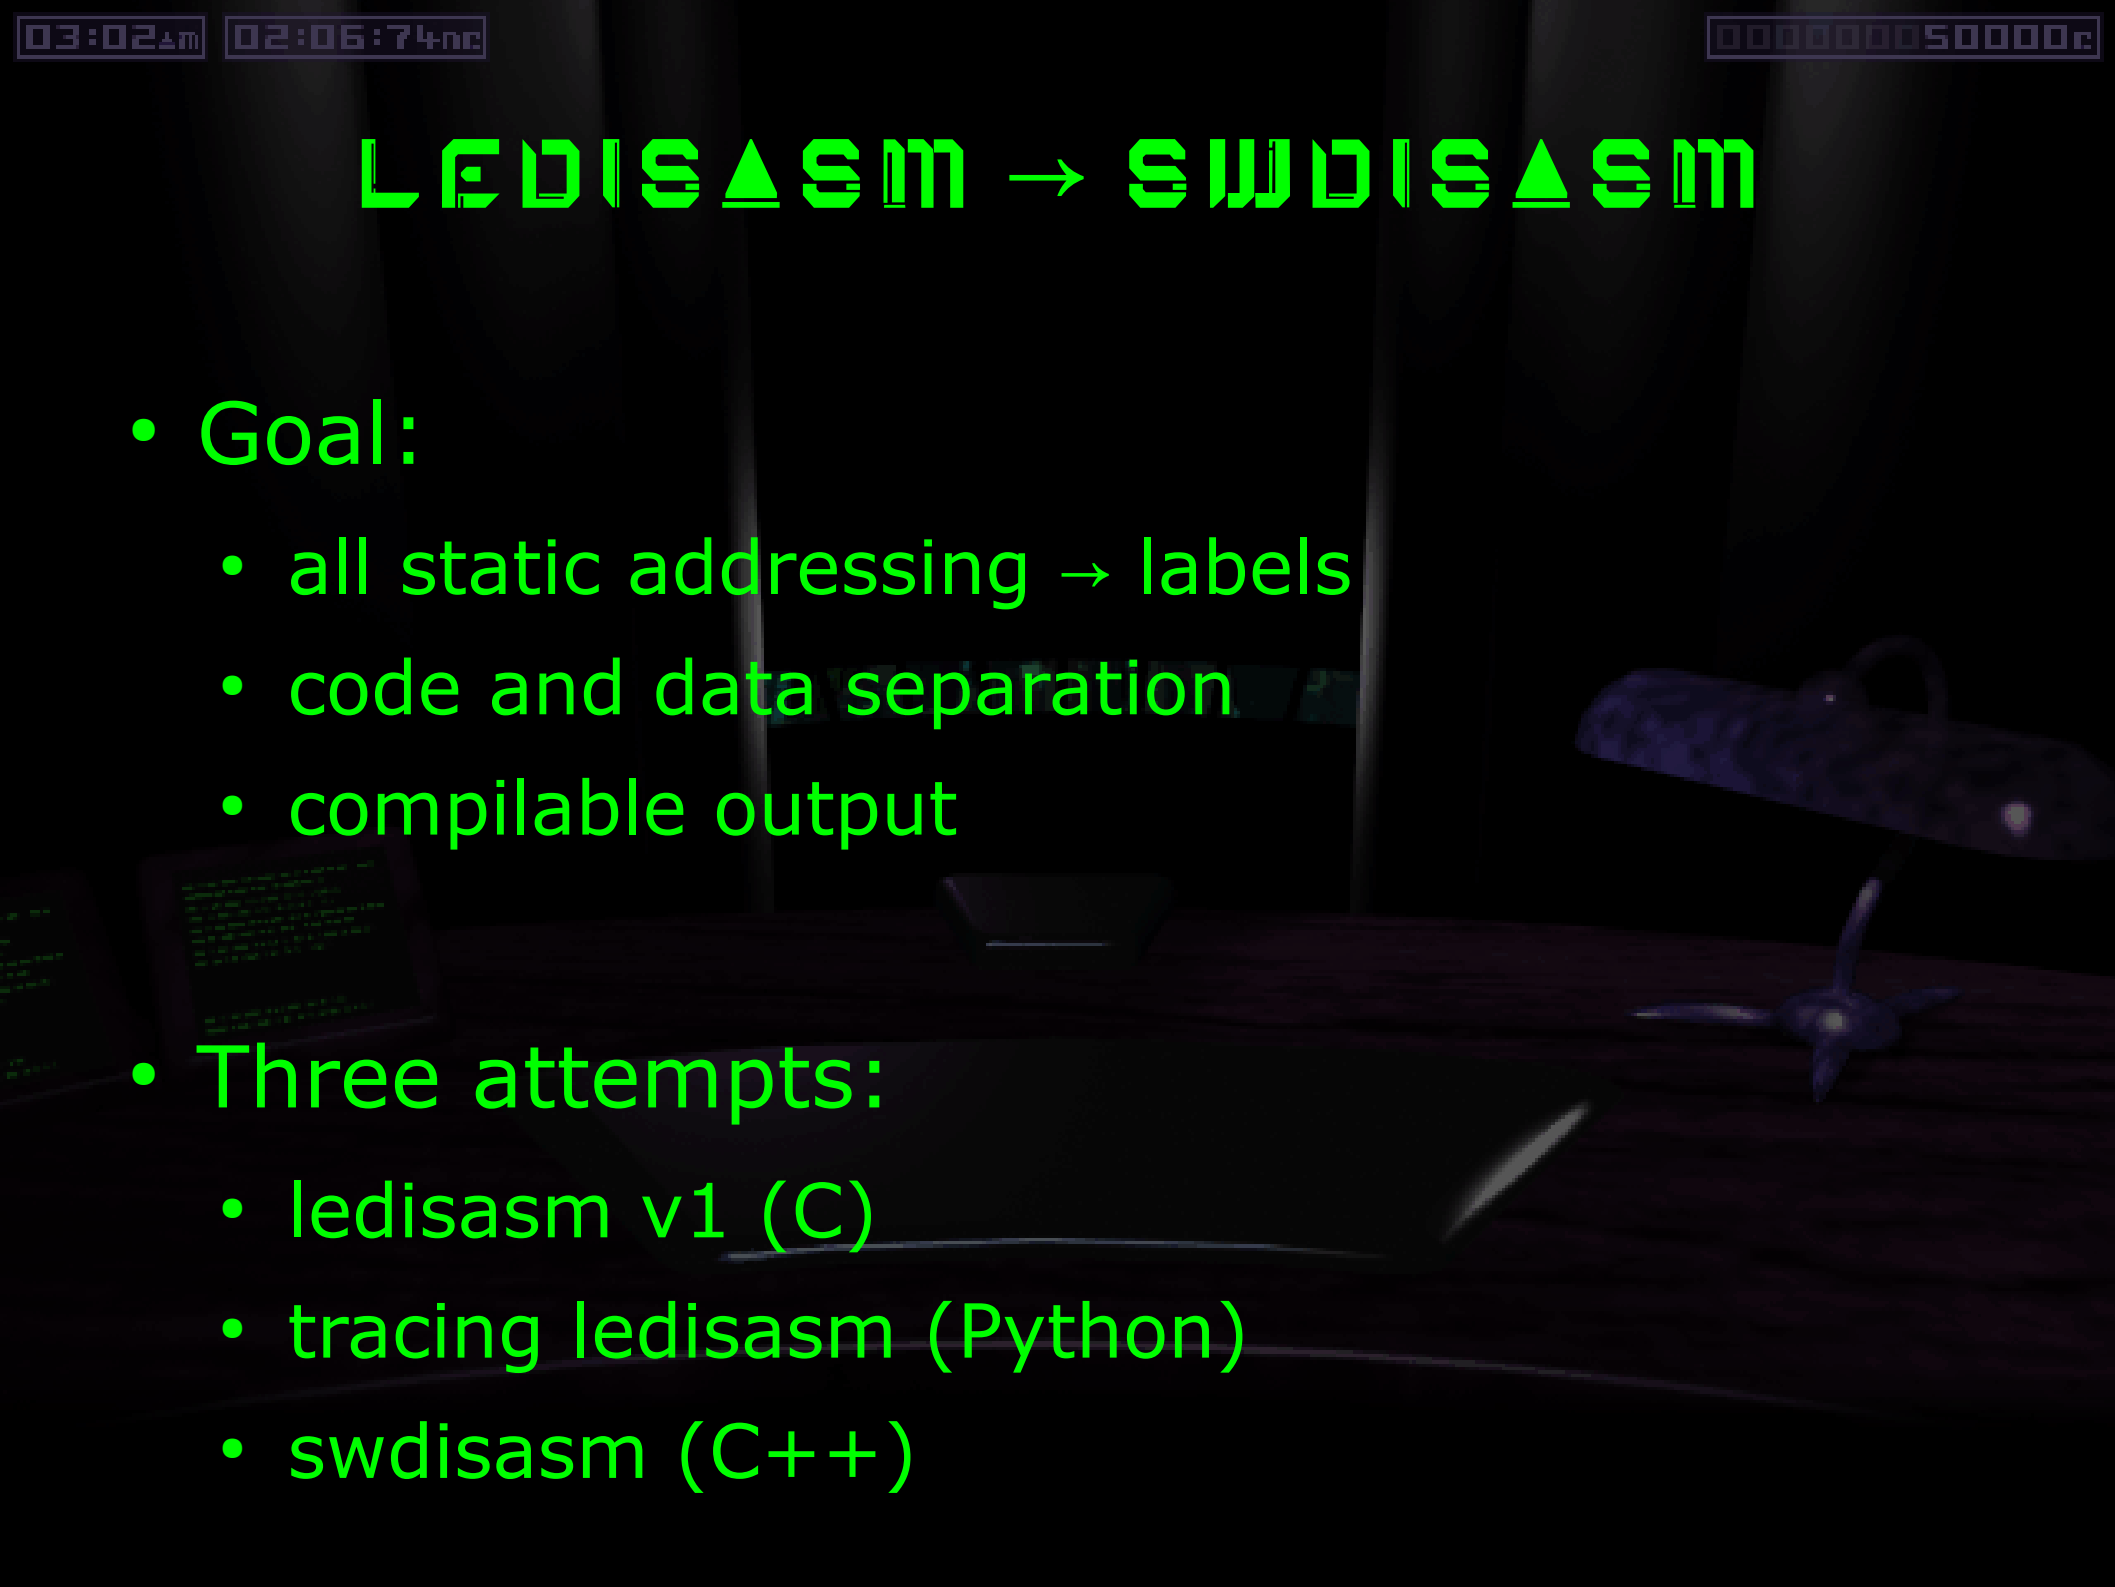 03:02am 02:06:74nc 000000050000c
LEDISASM → SWDISASM
• Goal:
• all static addressing → labels
• code and data separation
• compilable output
• Three attempts:
• ledisasm v1 (C)
• tracing ledisasm (Python)
• swdisasm (C++)